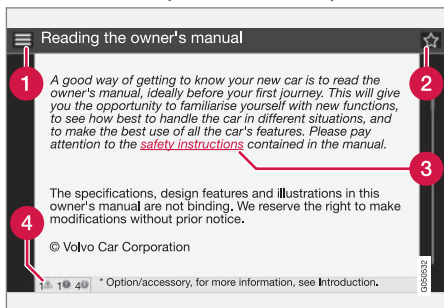 Reading the owner's manual
1
2
A good way of getting to know your new car is to read the
owner's manual, ideally before your first journey. This will give
you the opportunity to familiarise yourself with new functions,
to see how best to handle the car in different situations, and
to make the best use of all the car's features. Please pay
attention to the safety instructions contained in the manual.
3
The specifications, design features and illustrations in this
owner's manual are not binding. We reserve the right to make
modifications without prior notice.
4
© Volvo Car Corporation
1 1 4 * Option/accessory, for more information, see Introduction.
G050532